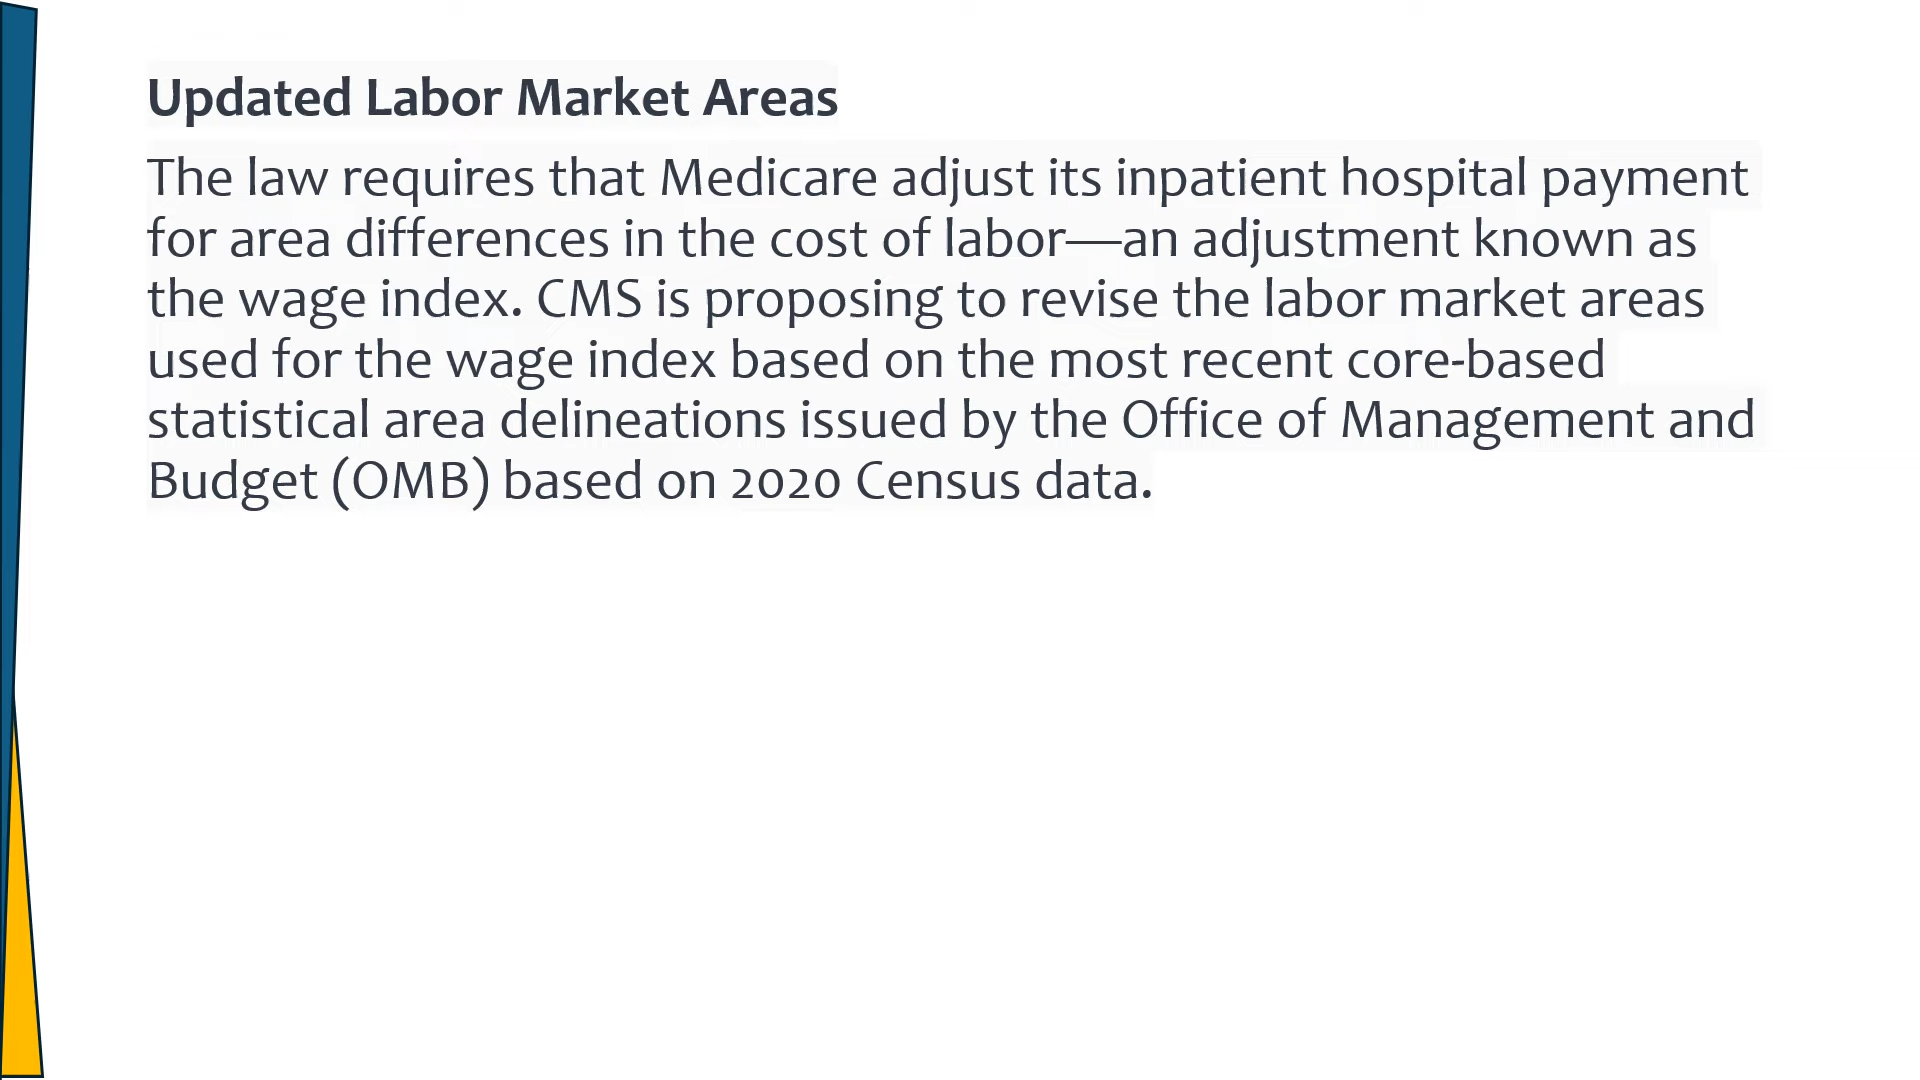 Updated Labor Market Areas
The law requires that Medicare adjust its inpatient hospital payment
for area differences in the cost of labor—an adjustment known as
the wage index. CMS is proposing to revise the labor market areas
used for the wage index based on the most recent core-based
statistical area delineations issued by the Office of Management and
Budget (OMB) based on 2020 Census data.